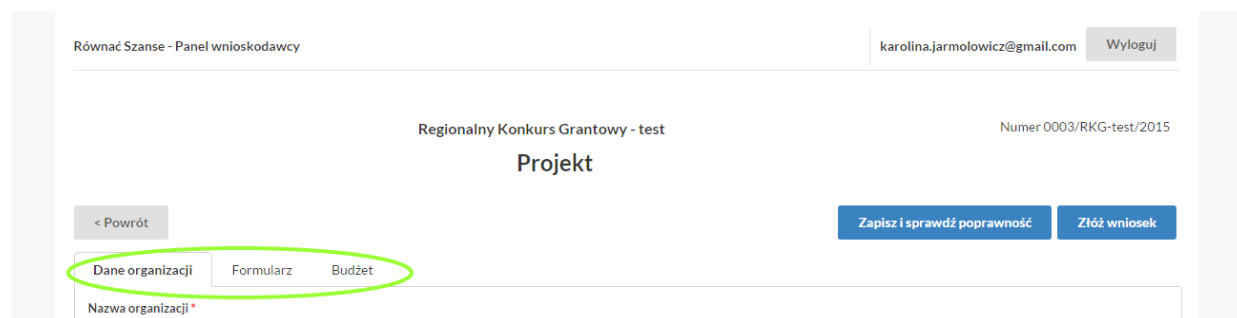 Równać Szanse - Panel wnioskodawcy karolina.jarmolowicz@gmail.com Wyloguj
Regionalny Konkurs Grantowy - test Numer 0003/RKG-test/2015
Projekt
< Powrót Zapisz i sprawdź poprawność Złóż wniosek
Dane organizacji Formularz Budżet
Nazwa organizacji *